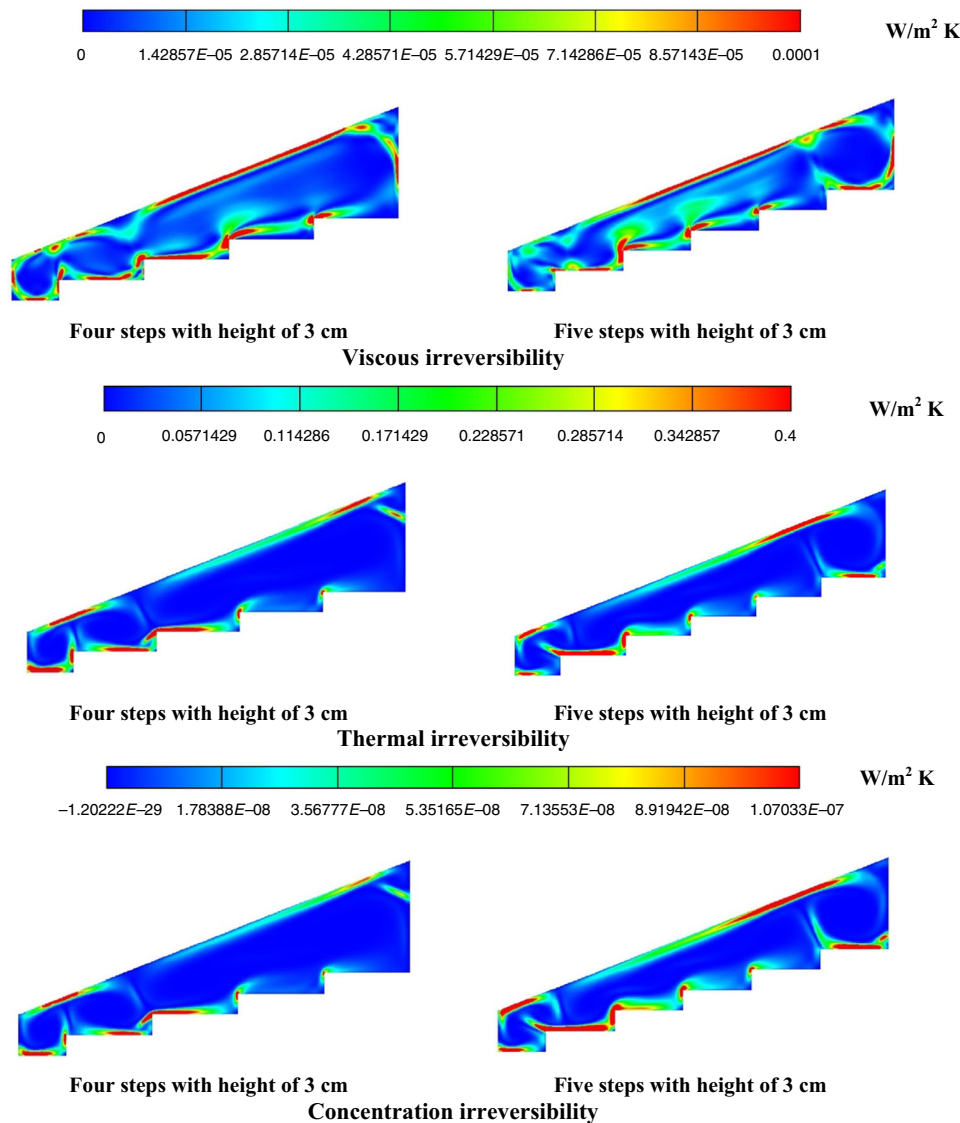 W/m² K
0 1.42857E–05 2.85714E–05 4.28571E–05 5.71429E–05 7.14286E–05 8.57143E–05 0.0001
Four steps with height of 3 cm Five steps with height of 3 cm
Viscous irreversibility
W/m² K
0 0.0571429 0.114286 0.171429 0.228571 0.285714 0.342857 0.4
Four steps with height of 3 cm Five steps with height of 3 cm
Thermal irreversibility
W/m² K
–1.20222E–29 1.78388E–08 3.56777E–08 5.35165E–08 7.13553E–08 8.91942E–08 1.07033E–07
Four steps with height of 3 cm Five steps with height of 3 cm
Concentration irreversibility